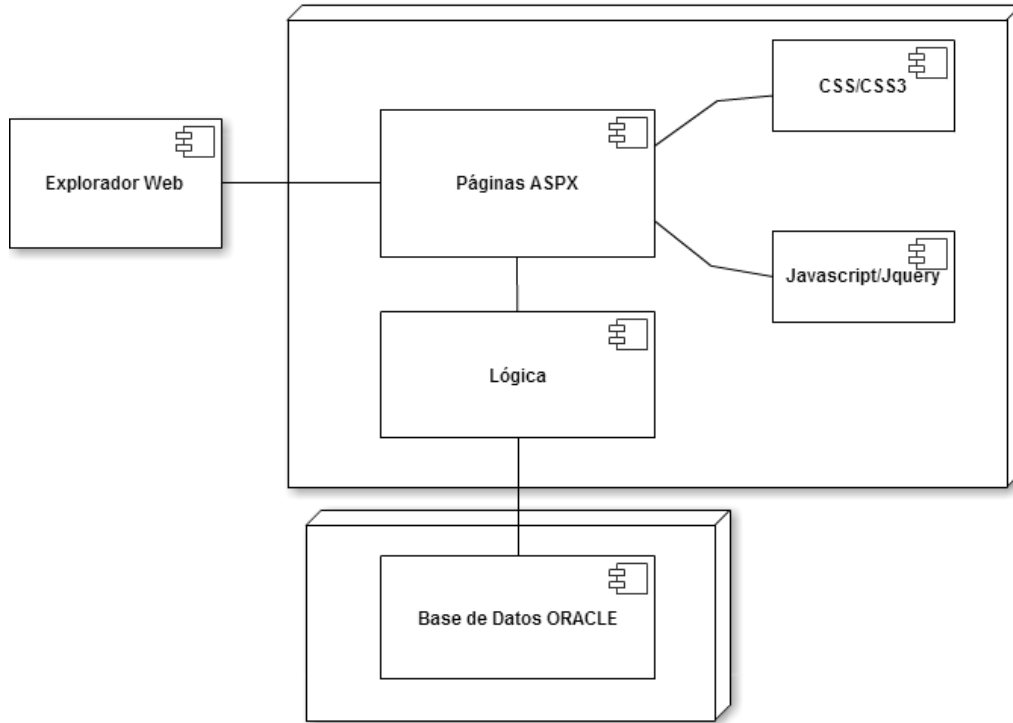 CSS/CSS3
Explorador Web
Páginas ASPX
Javascript/Jquery
Lógica
Base de Datos ORACLE